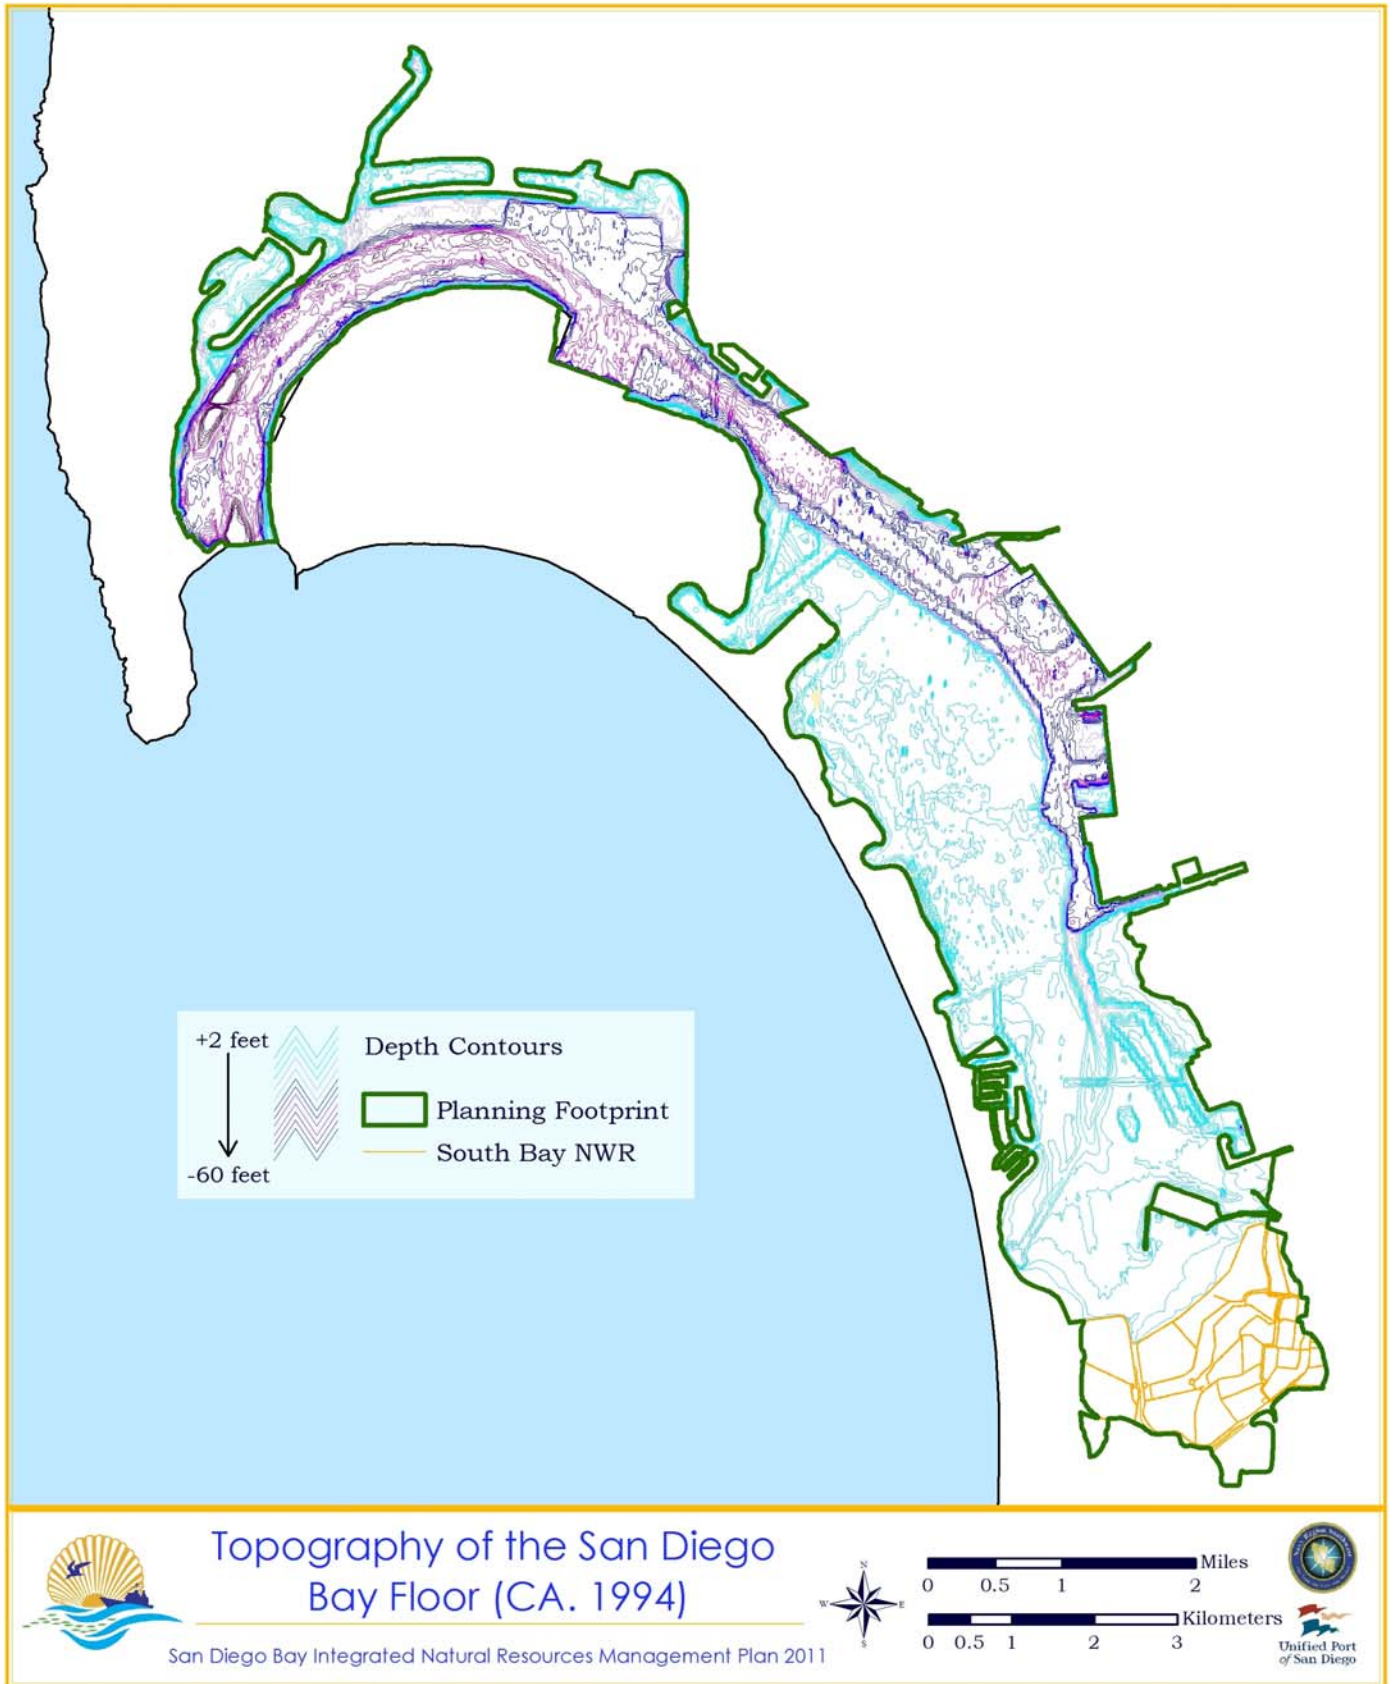 +2 feet
Depth Contours
Planning Footprint
South Bay NWR
-60 feet
Topography of the San Diego
Bay Floor (CA. 1994)
San Diego Bay Integrated Natural Resources Management Plan 2011
N
W
E
S
Miles
0 0.5 1 2
Kilometers
0 0.5 1 2 3
Unified Port
of San Diego